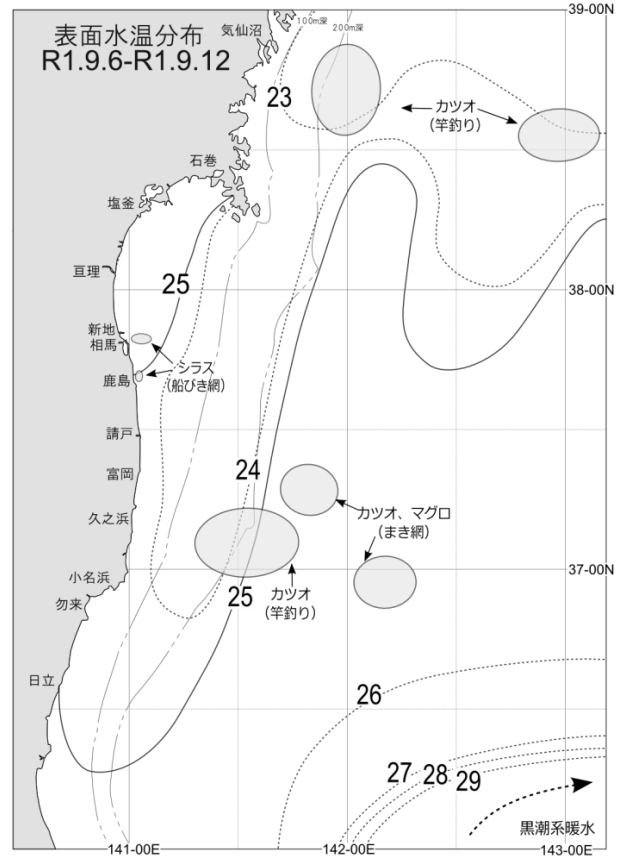 表面水温分布
R1.9.6-R1.9.12
気仙沼
100m深
200m深
39-00N
23
カツオ
(竿釣り)
石巻
塩釜
亘理
25
38-00N
新地
相馬
シラス
(船びき網)
鹿島
請戸
24
富岡
カツオ、マグロ
(まき網)
久之浜
37-00N
小名浜
25
カツオ
(竿釣り)
勿来
日立
26
27
28
29
黒潮系暖水
141-00E
142-00E
143-00E